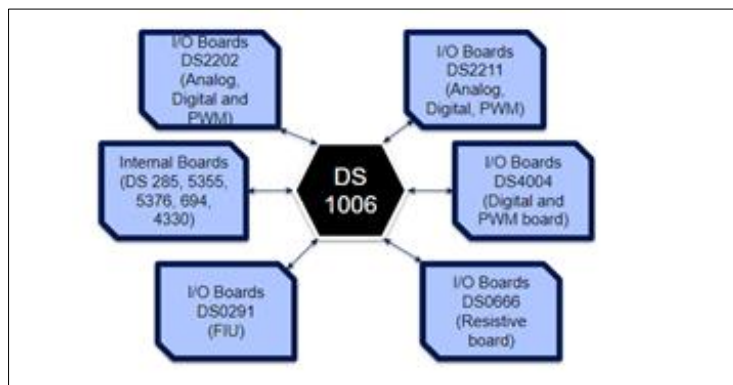 I/O Boards
DS2202
(Analog,
Digital and
PWM)
I/O Boards
DS2211
(Analog,
Digital, PWM)
Internal Boards
(DS 285, 5355,
5376, 694,
4330)
DS
1006
I/O Boards
DS4004
(Digital and
PWM board)
I/O Boards
DS0291
(FIU)
I/O Boards
DS0666
(Resistive
board)